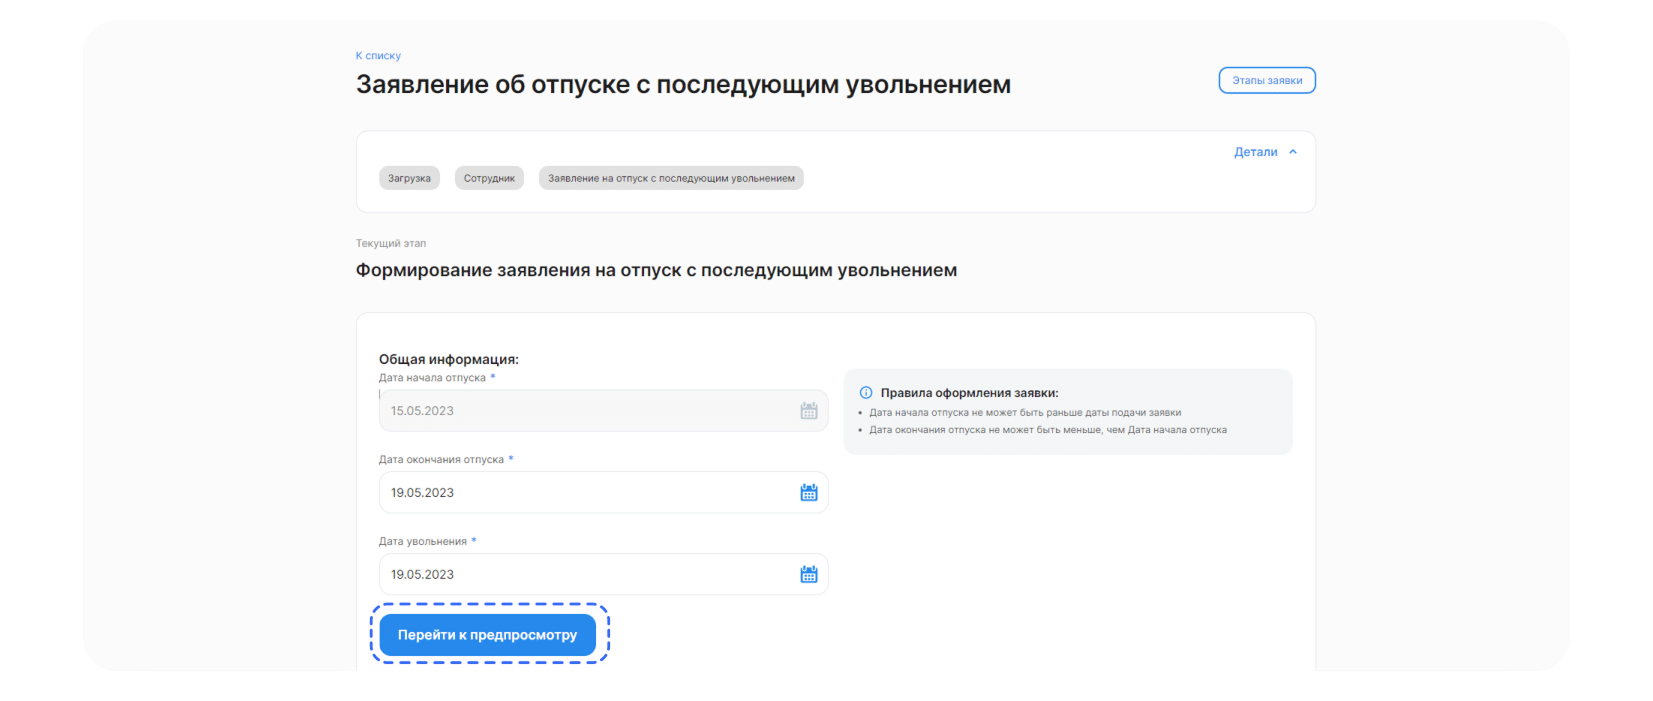 К списку
Заявление об отпуске с последующим увольнением
Этапы заявки
Детали
Загрузка
Сотрудник
Заявление на отпуск с последующим увольнением
Текущий этап
Формирование заявления на отпуск с последующим увольнением
Общая информация:
Дата начала отпуска *
15.05.2023
Правила оформления заявки:
• Дата начала отпуска не может быть раньше даты подачи заявки
• Дата окончания отпуска не может быть меньше, чем Дата начала отпуска
Дата окончания отпуска *
19.05.2023
Дата увольнения *
19.05.2023
Перейти к предпросмотру